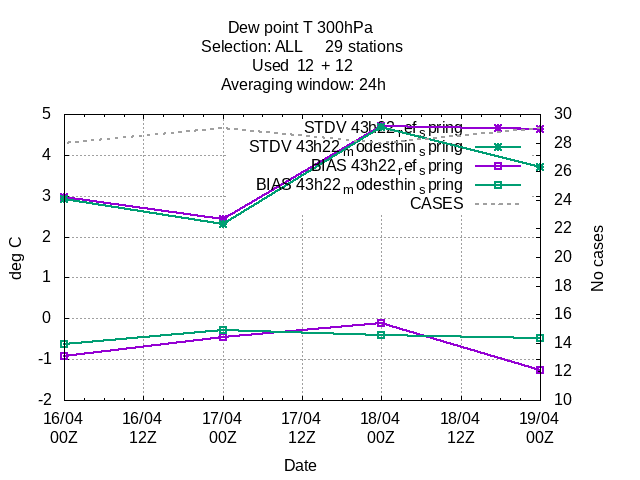 Dew point T 300hPa
Selection: ALL 29 stations
Used 12 + 12
Averaging window: 24h
STDV 43h22_ref_spring
STDV 43h22_modesthin_spring
BIAS 43h22_ref_spring
BIAS 43h22_modesthin_spring
CASES
5
4
3
2
1
0
-1
-2
deg C
30
28
26
24
22
20
18
16
14
12
10
No cases
16/04 16/04 17/04 17/04 18/04 18/04 19/04
00Z 12Z 00Z 12Z 00Z 12Z 00Z
Date